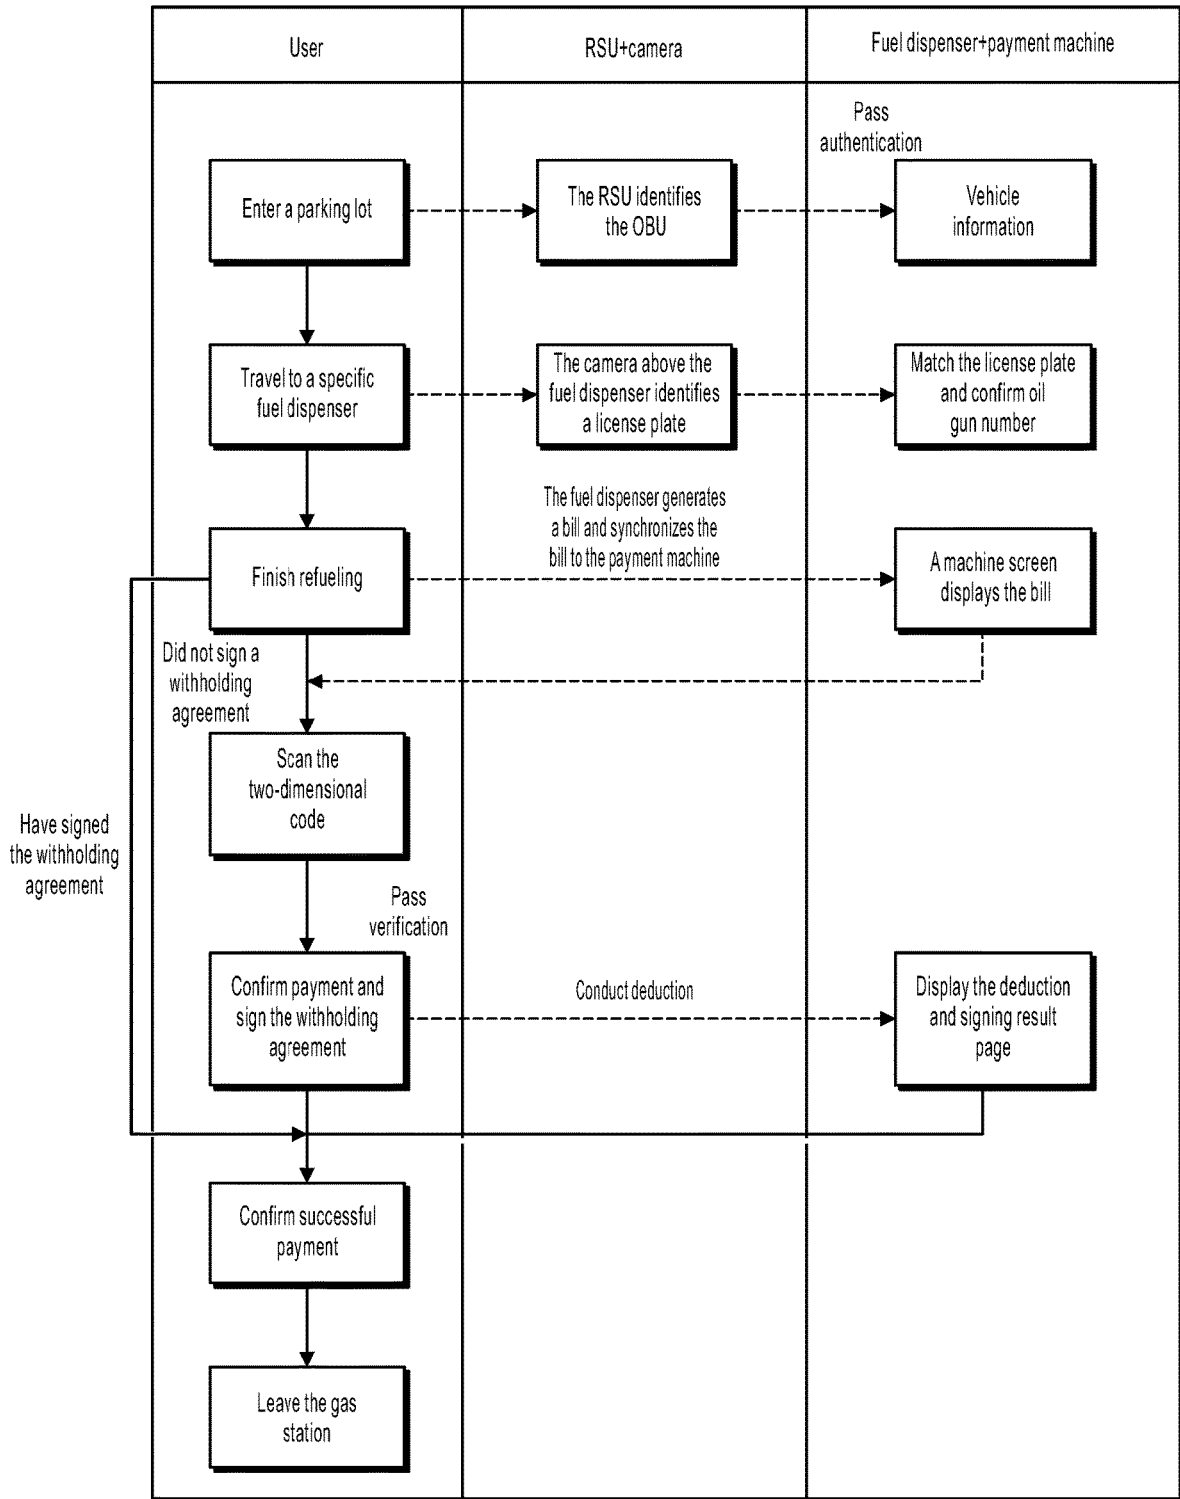 User
RSU+camera
Fuel dispenser+payment machine
Pass
authentication
Enter a parking lot
The RSU identifies
the OBU
Vehicle
information
Travel to a specific
fuel dispenser
The camera above the
fuel dispenser identifies
a license plate
Match the license plate
and confirm oil
gun number
The fuel dispenser generates
a bill and synchronizes the
bill to the payment machine
Finish refueling
A machine screen
displays the bill
Did not sign a
withholding
agreement
Scan the
two-dimensional
code
Have signed
the withholding
agreement
Pass
verification
Confirm payment and
sign the withholding
agreement
Conduct deduction
Display the deduction
and signing result
page
Confirm successful
payment
Leave the gas
station